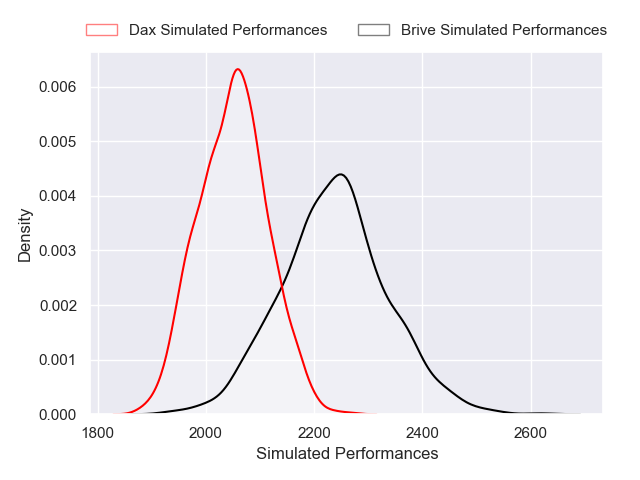 Dax Simulated Performances Brive Simulated Performances
0.006
0.005
0.004
0.003
0.002
0.001
0.000
Density
1800 2000 2200 2400 2600
Simulated Performances